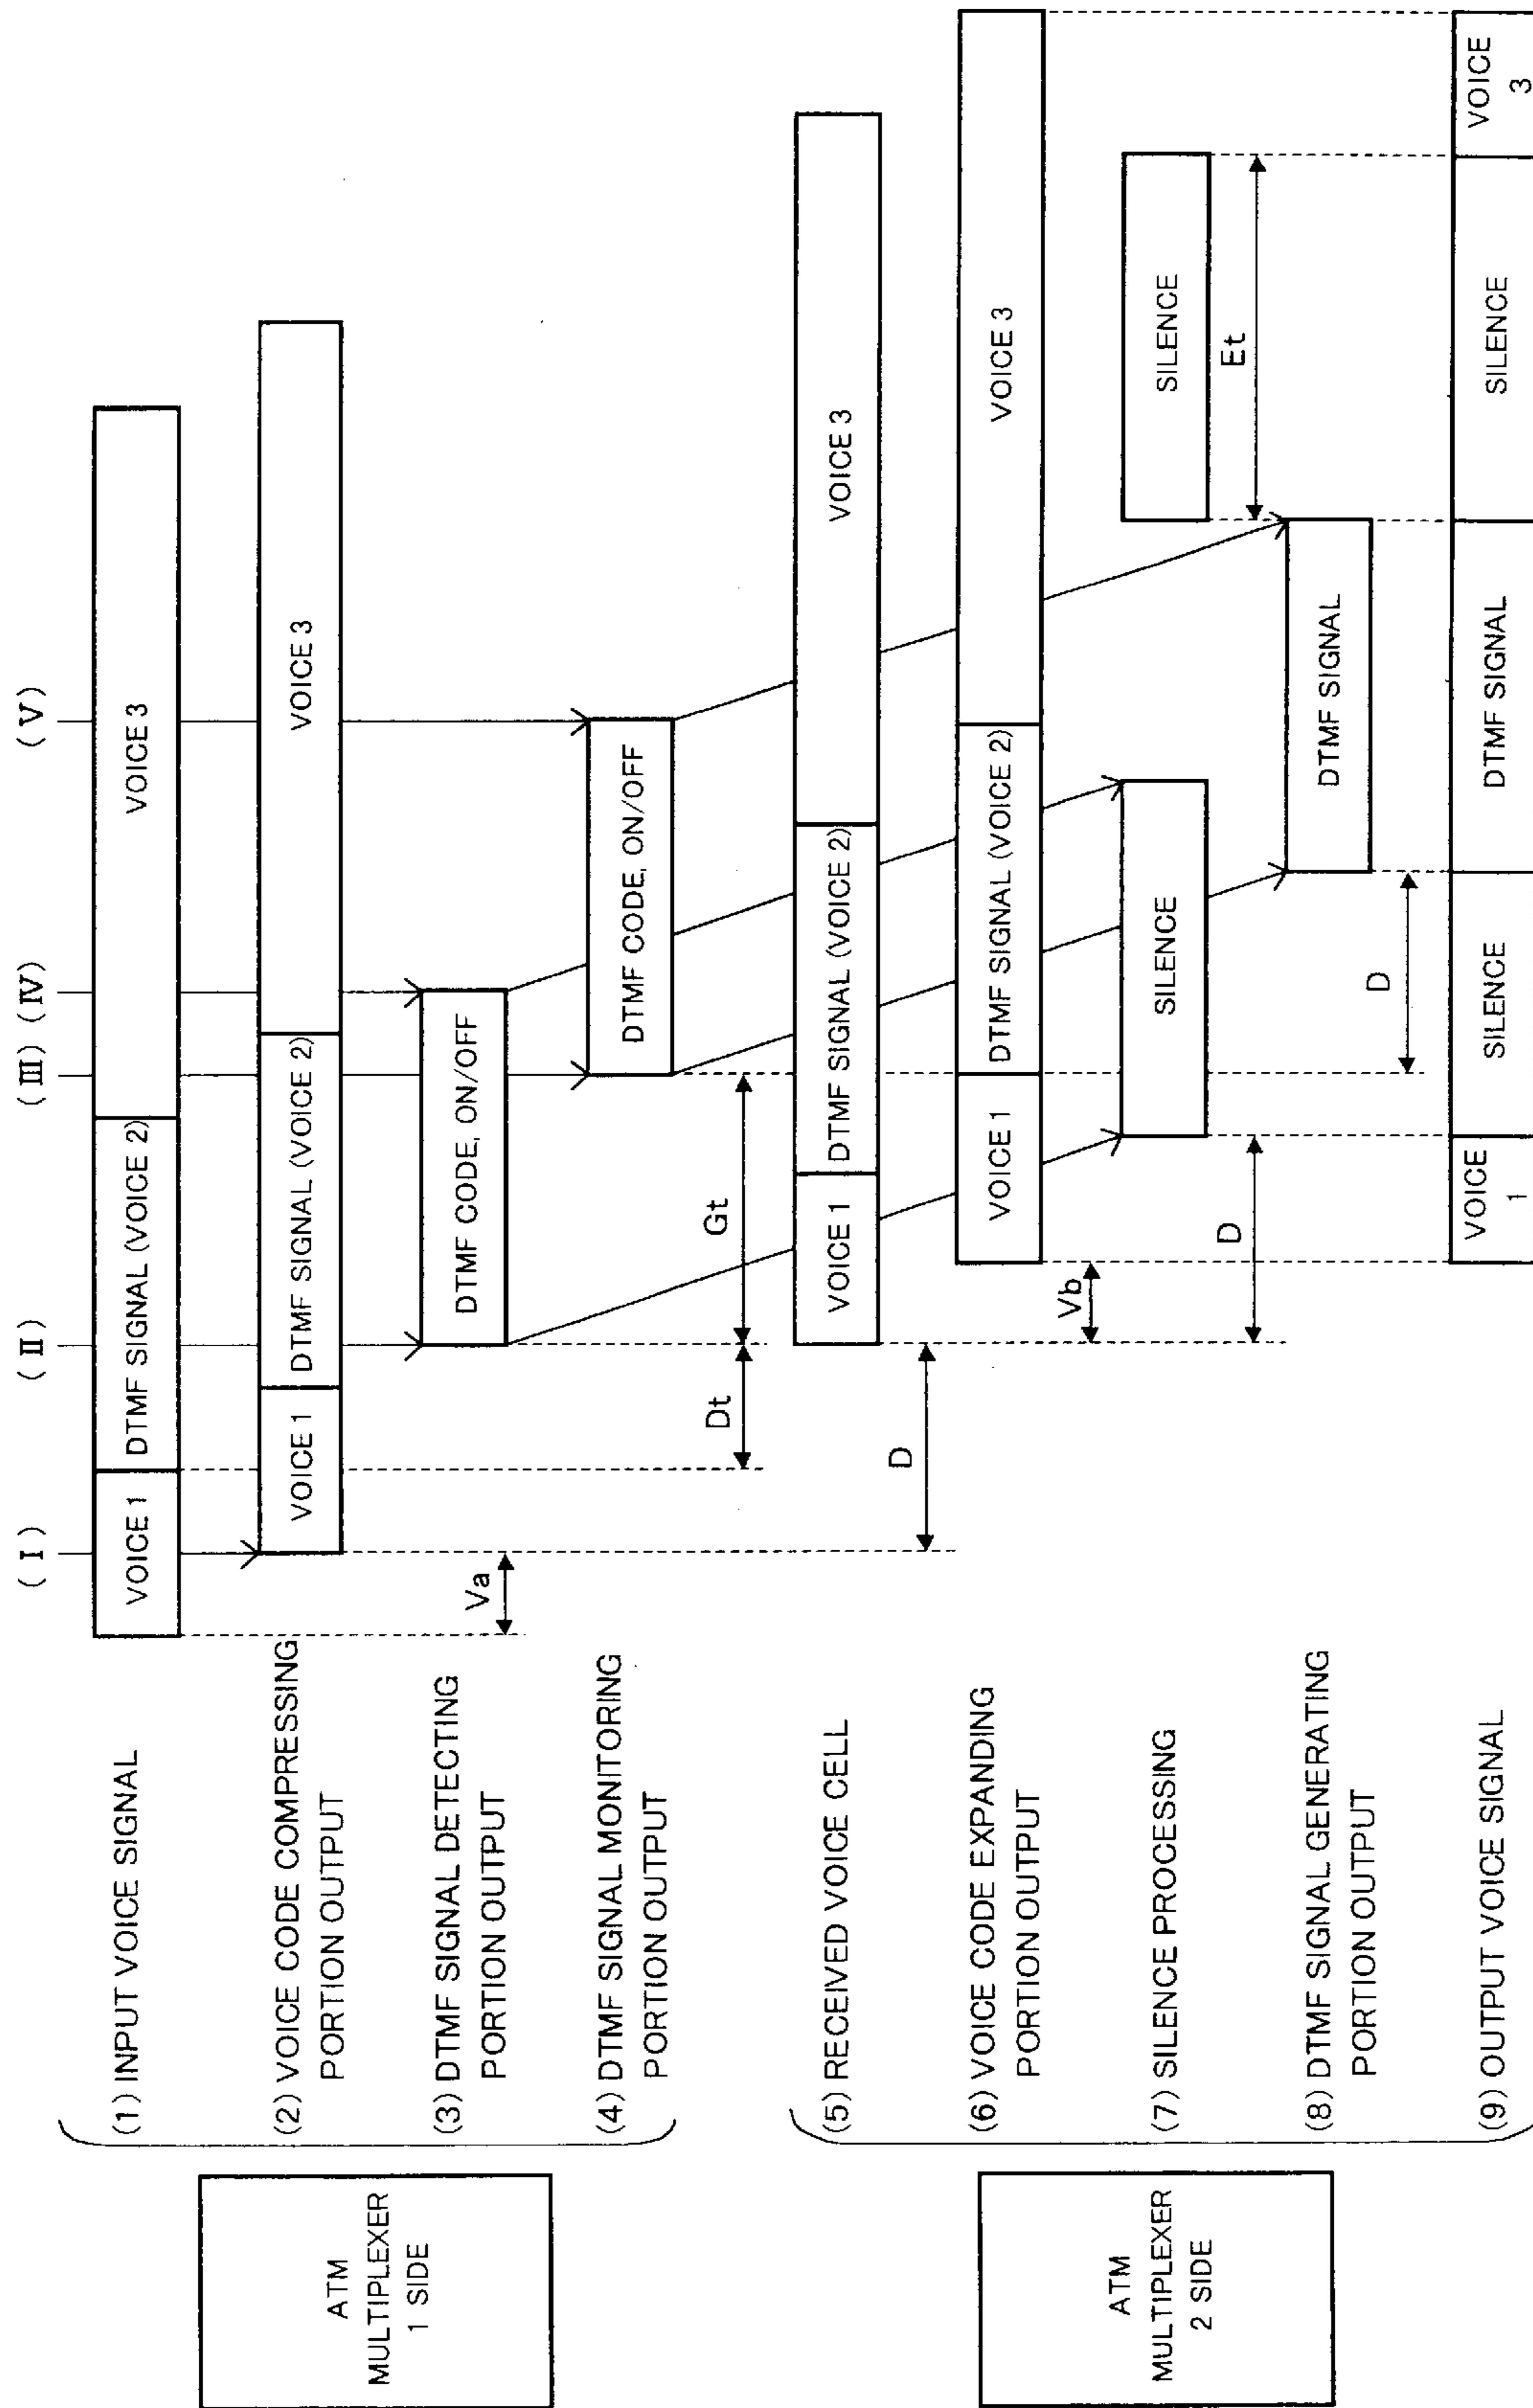 ( I )
( II )
( III )
( IV )
( V )
ATM
MULTIPLEXER
1 SIDE
(1) INPUT VOICE SIGNAL
VOICE 1
DTMF SIGNAL (VOICE 2)
VOICE 3
(2) VOICE CODE COMPRESSING
PORTION OUTPUT
VOICE 1
DTMF SIGNAL (VOICE 2)
VOICE 3
(3) DTMF SIGNAL DETECTING
PORTION OUTPUT
Va
DTMF CODE, ON/OFF
(4) DTMF SIGNAL MONITORING
PORTION OUTPUT
DTMF CODE, ON/OFF
Dt
Gt
ATM
MULTIPLEXER
2 SIDE
(5) RECEIVED VOICE CELL
VOICE 1
DTMF SIGNAL (VOICE 2)
VOICE 3
D
(6) VOICE CODE EXPANDING
PORTION OUTPUT
VOICE 1
DTMF SIGNAL (VOICE 2)
VOICE 3
Vb
(7) SILENCE PROCESSING
SILENCE
SILENCE
D
Et
(8) DTMF SIGNAL GENERATING
PORTION OUTPUT
DTMF SIGNAL
D
(9) OUTPUT VOICE SIGNAL
VOICE
1
SILENCE
DTMF SIGNAL
SILENCE
VOICE
3